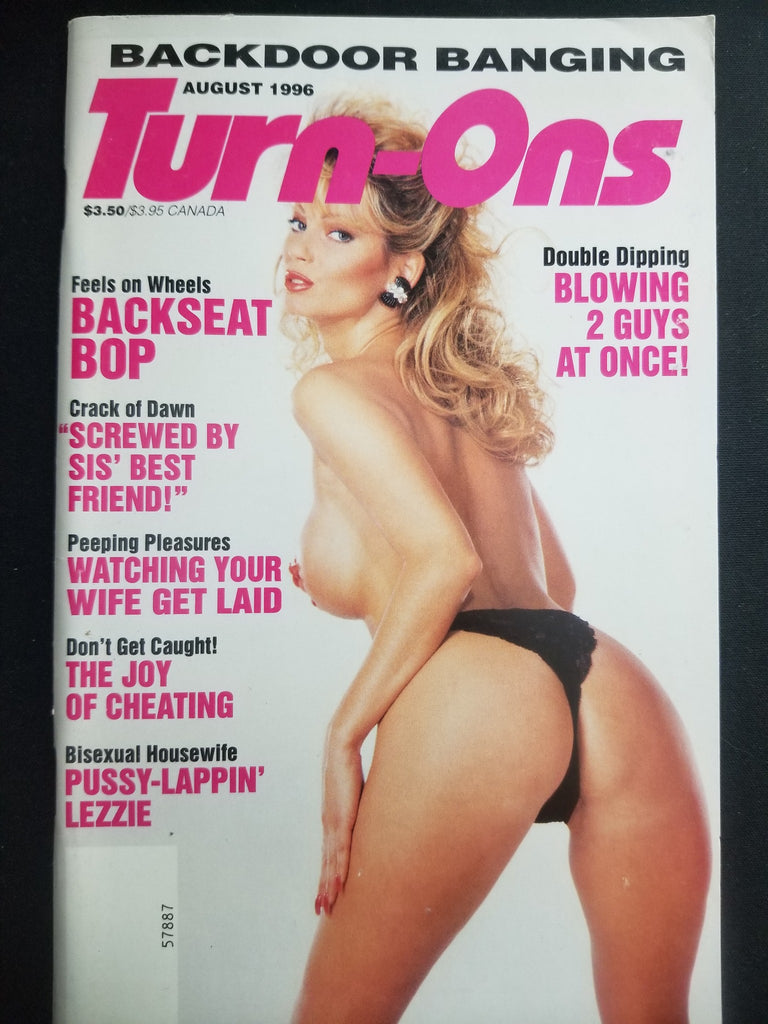 BACKDOOR BANGING
AUGUST 1996
Turn-Ons
$3.50/$3.95 CANADA
Feels on Wheels
BACKSEAT
BOP
Crack of Dawn
“SCREWED BY
SIS’ BEST
FRIEND!”
Peeping Pleasures
WATCHING YOUR
WIFE GET LAID
Don’t Get Caught!
THE JOY
OF CHEATING
Bisexual Housewife
PUSSY-LAPPIN’
LEZZIE
Double Dipping
BLOWING
2 GUYS
AT ONCE!
57887